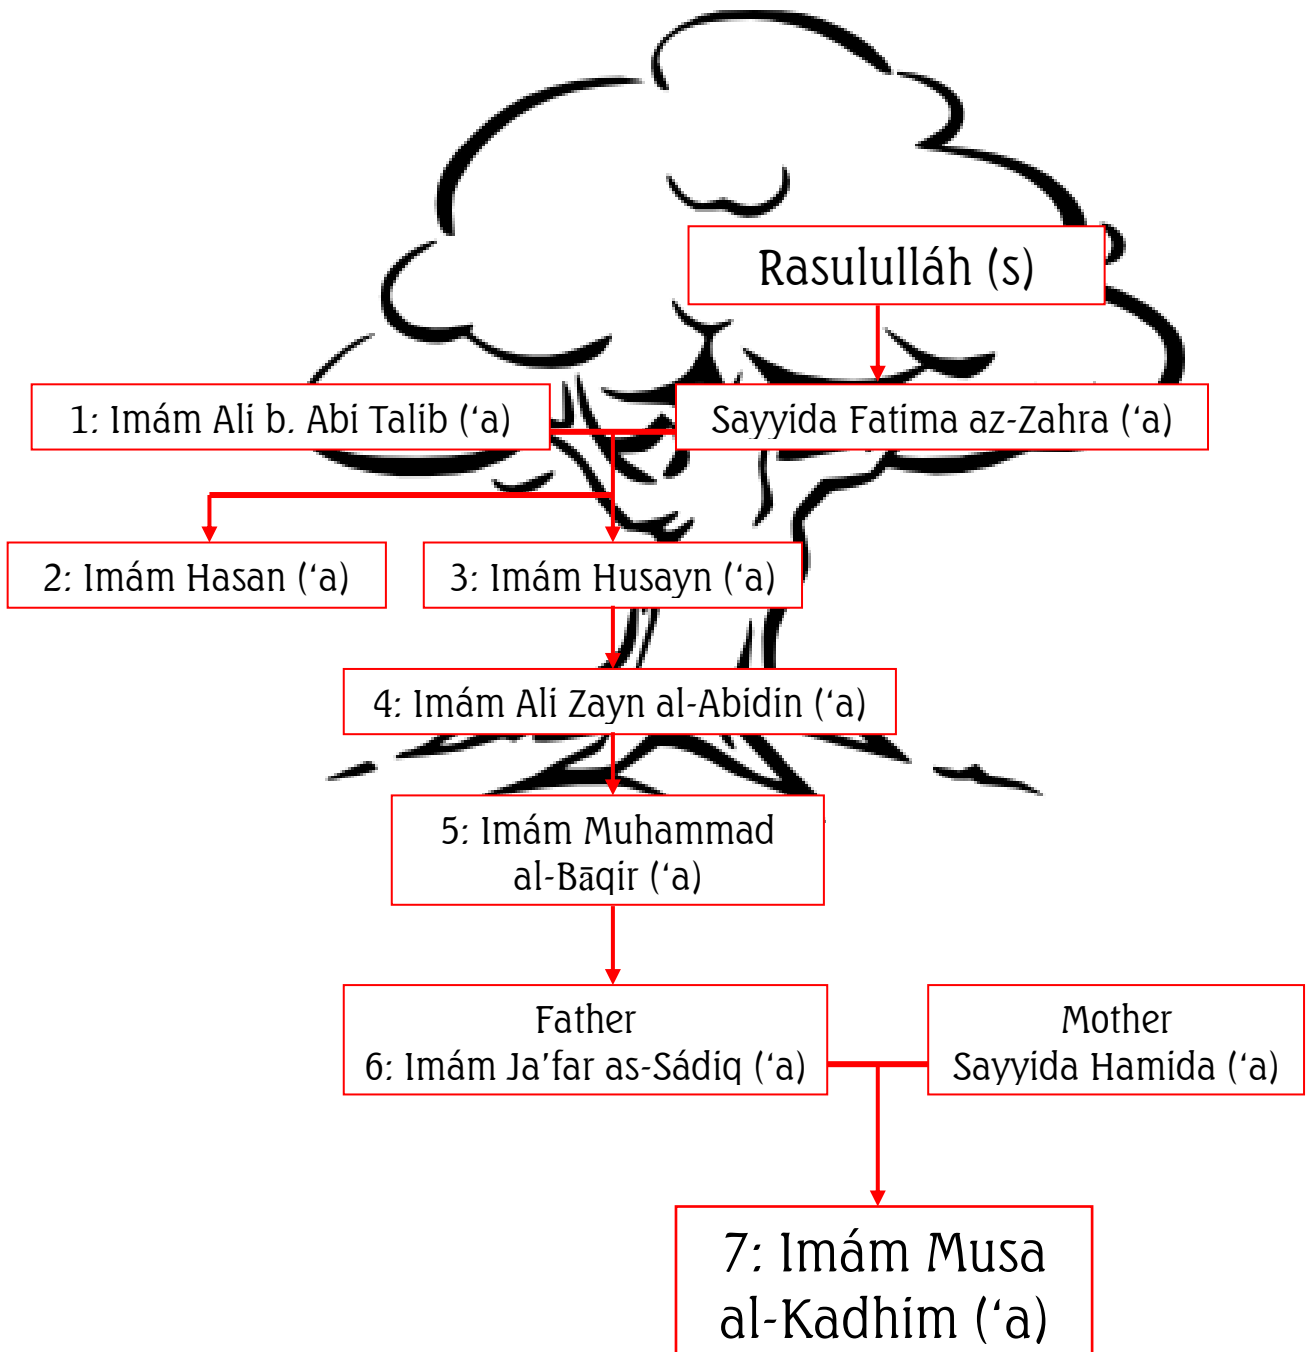 Rasululláh (s)
1: Imám Ali b. Abi Talib (‘a)
Sayyida Fatima az-Zahra (‘a)
2: Imám Hasan (‘a)
3: Imám Husayn (‘a)
4: Imám Ali Zayn al-Abidin (‘a)
5: Imám Muhammad
al-Bāqir (‘a)
Father
6: Imám Ja’far as-Sádiq (‘a)
Mother
Sayyida Hamida (‘a)
7: Imám Musa
al-Kadhim (‘a)